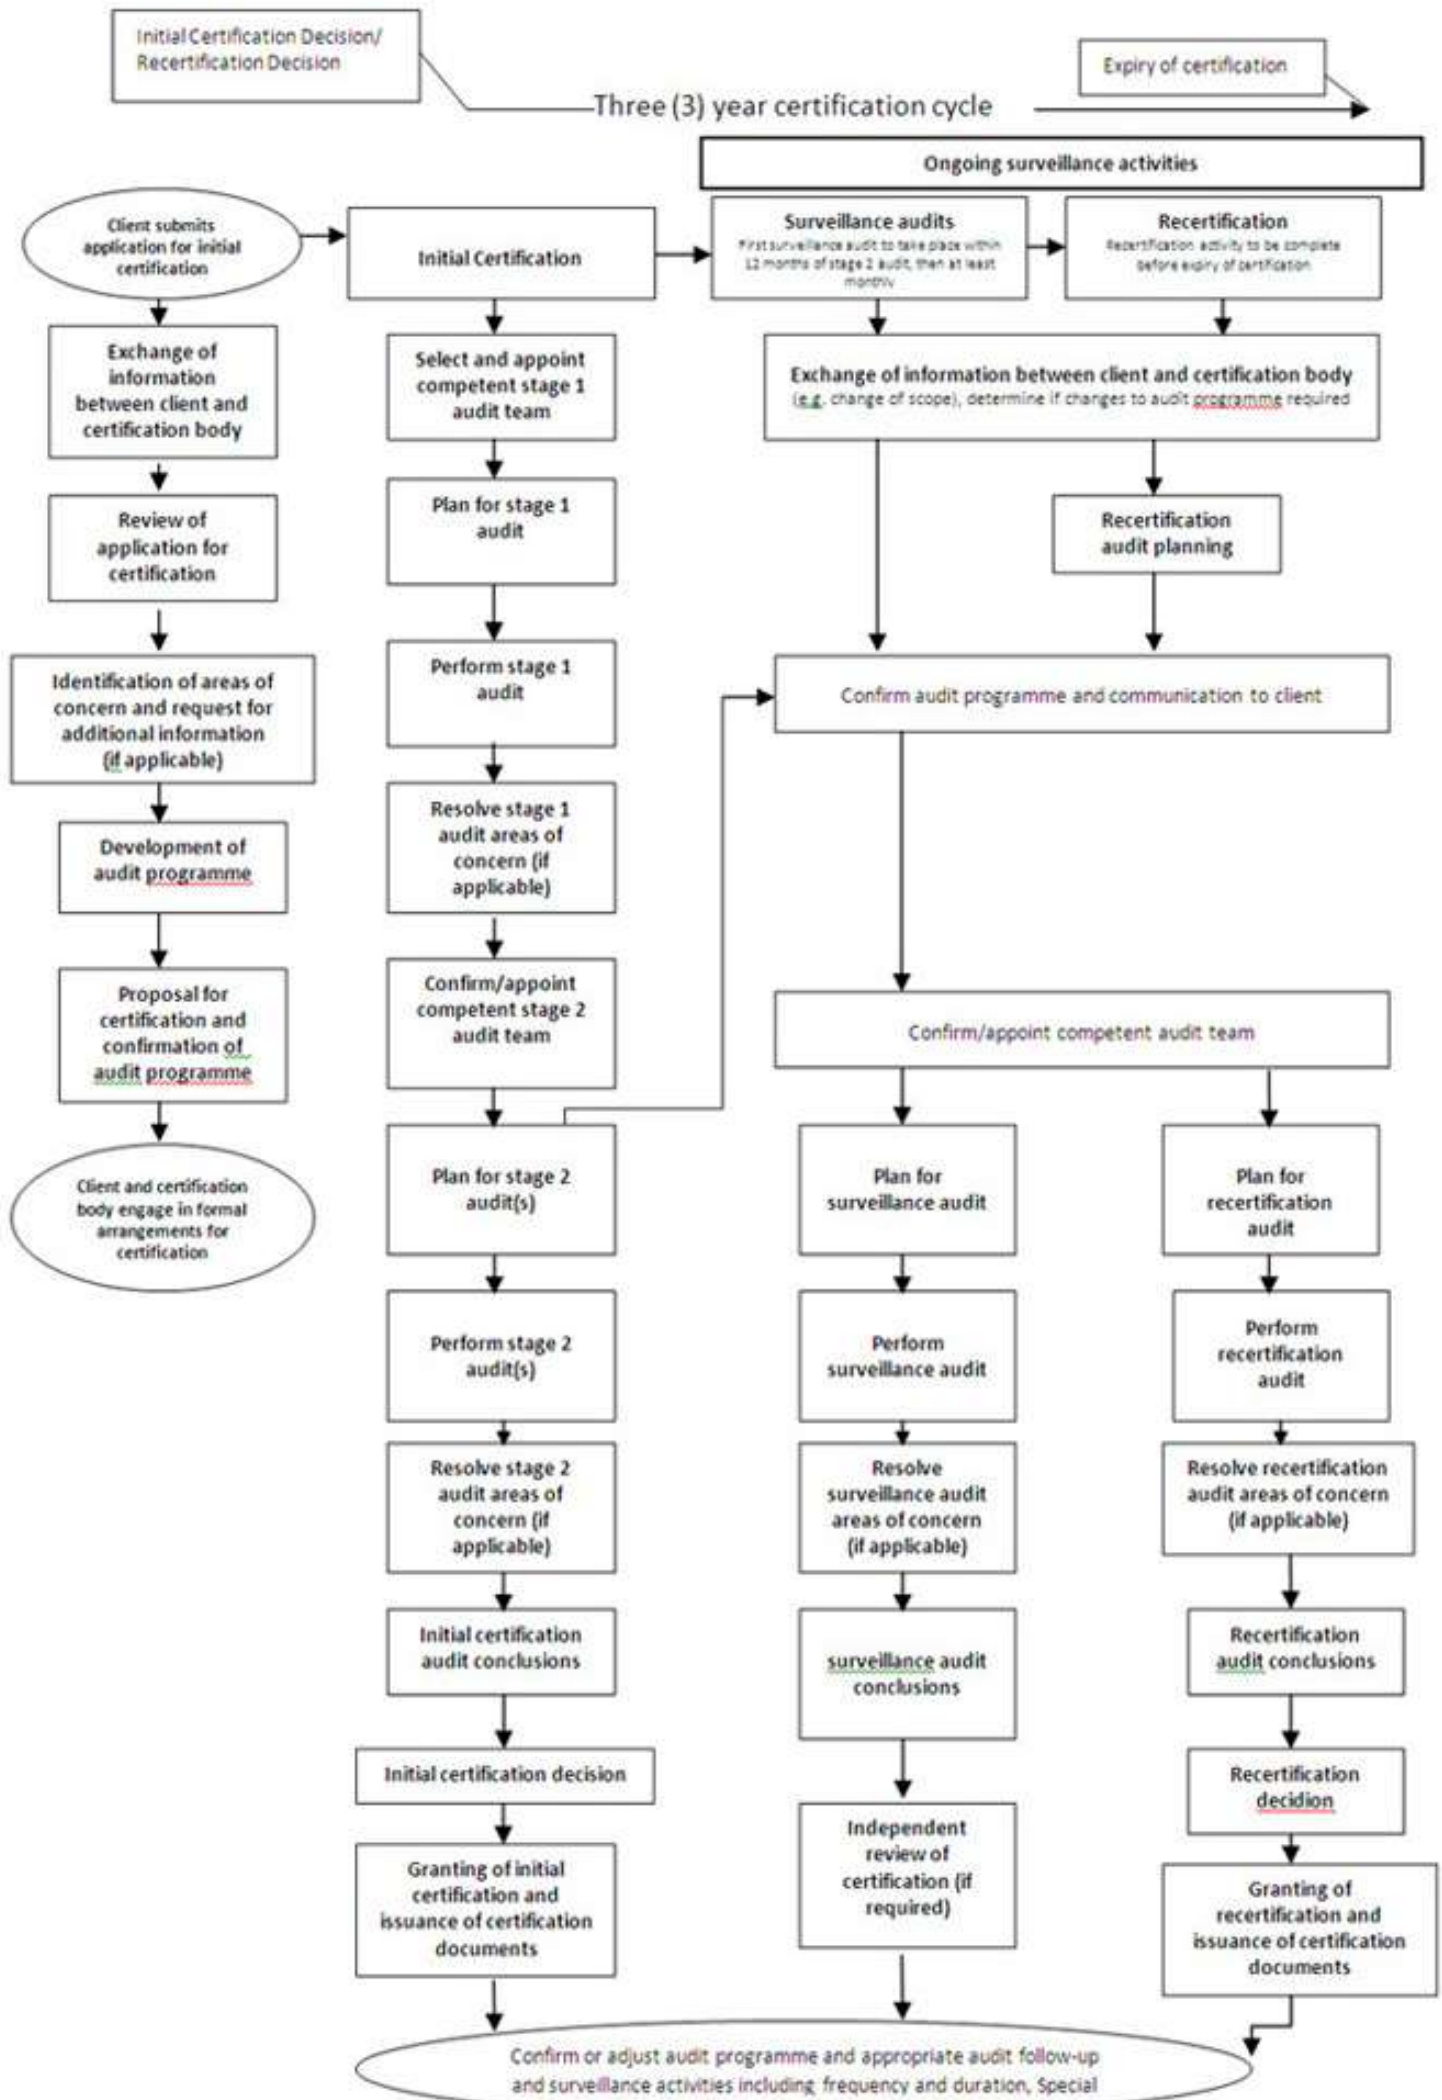 Initial Certification Decision/
Recertification Decision
Expiry of certification
Three (3) year certification cycle
Ongoing surveillance activities
Client submits
application for initial
certification
Initial Certification
Surveillance audits
First surveillance audit to take place within
12 months of stage 2 audit, then at least
monthly
Recertification
Recertification activity to be complete
before expiry of certification
Exchange of
information
between client and
certification body
Review of
application for
certification
Identification of areas of
concern and request for
additional information
(if applicable)
Development of
audit programme
Proposal for
certification and
confirmation of
audit programme
Client and certification
body engage in formal
arrangements for
certification
Select and appoint
competent stage 1
audit team
Plan for stage 1
audit
Perform stage 1
audit
Resolve stage 1
audit areas of
concern (if
applicable)
Confirm/appoint
competent stage 2
audit team
Plan for stage 2
audit(s)
Perform stage 2
audit(s)
Resolve stage 2
audit areas of
concern (if
applicable)
Initial certification
audit conclusions
Initial certification decision
Granting of initial
certification and
issuance of certification
documents
Exchange of information between client and certification body
(e.g. change of scope), determine if changes to audit programme required
Recertification
audit planning
Confirm audit programme and communication to client
Confirm/appoint competent audit team
Plan for
surveillance audit
Perform
surveillance audit
Resolve
surveillance audit
areas of concern
(if applicable)
surveillance audit
conclusions
Independent
review of
certification (if
required)
Plan for
recertification
audit
Perform
recertification
audit
Resolve recertification
audit areas of concern
(if applicable)
Recertification
audit conclusions
Recertification
decidion
Granting of
recertification and
issuance of certification
documents
Confirm or adjust audit programme and appropriate audit follow-up
and surveillance activities including frequency and duration, Special